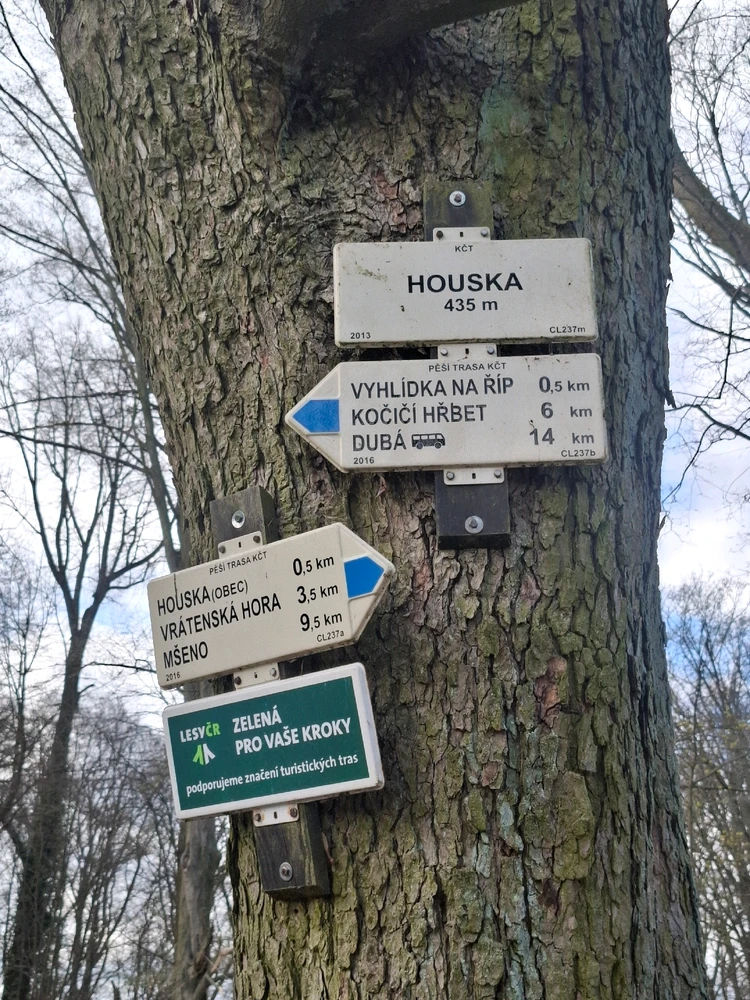 KČT
HOUSKA
435 m
2013 CL237m
PĚŠÍ TRASA KČT
VYHLÍDKA NA ŘÍP 0,5 km
KOČIČÍ HŘBET 6 km
DUBÁ 14 km
2016 CL237b
PĚŠÍ TRASA KČT
HOUSKA (OBEC) 0,5 km
VRÁTENSKÁ HORA 3,5 km
MŠENO 9,5 km
2016 CL237a
LESYČR
ZELENÁ
PRO VAŠE KROKY
podporujeme značení turistických tras